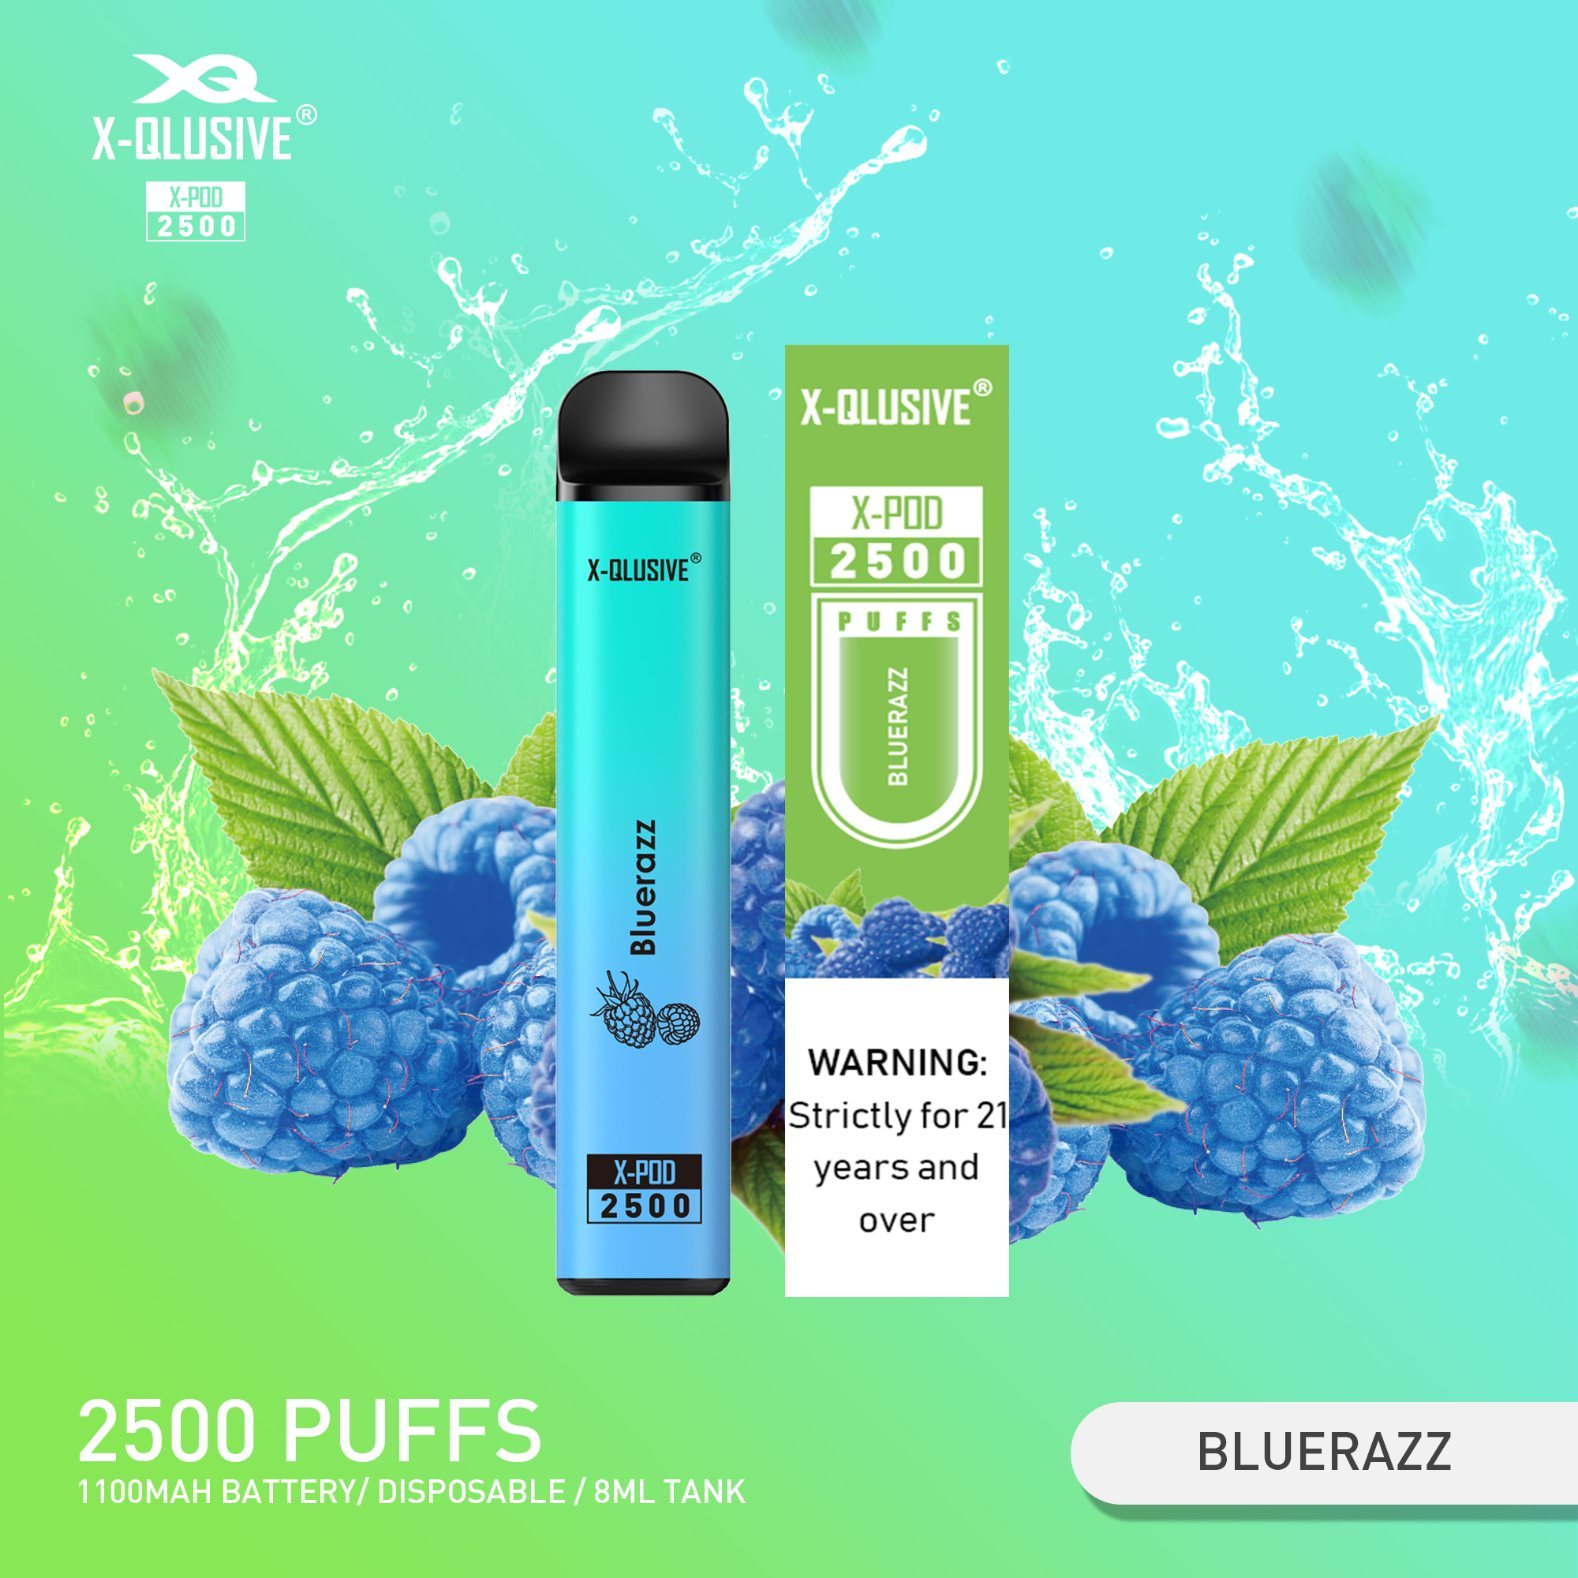 XQ
X-QLUSIVE®
X-POD
2500
X-QLUSIVE®
Bluerazz
X-POD
2500
X-QLUSIVE®
X-POD
2500
PUFFS
BLUERAZZ
WARNING:
Strictly for 21
years and
over
2500 PUFFS
1100MAH BATTERY/ DISPOSABLE / 8ML TANK
BLUERAZZ